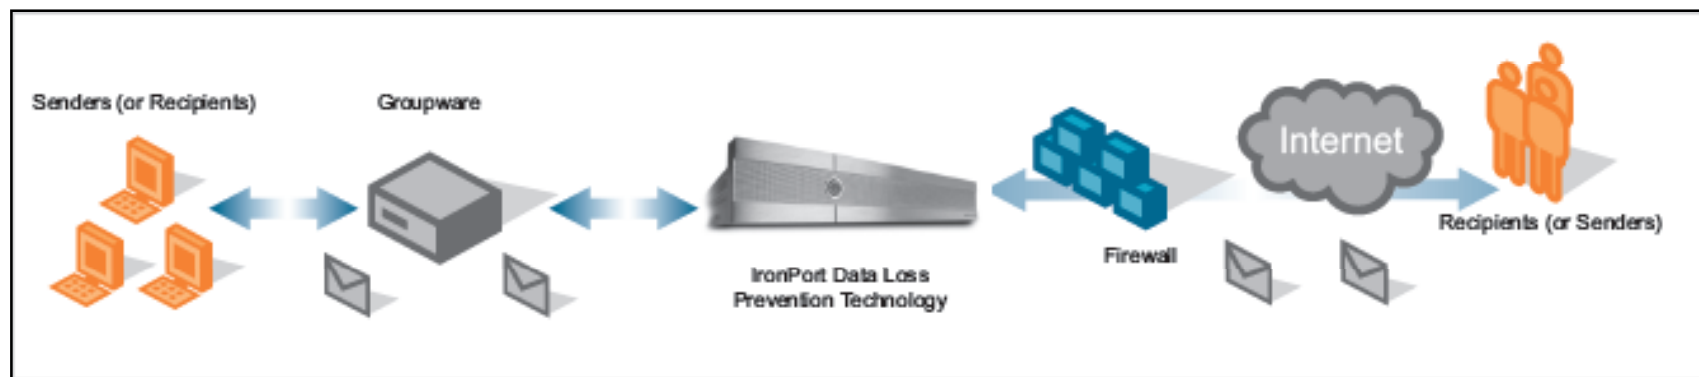 Senders (or Recipients)
Groupware
IronPort Data Loss
Prevention Technology
Firewall
Internet
Recipients (or Senders)